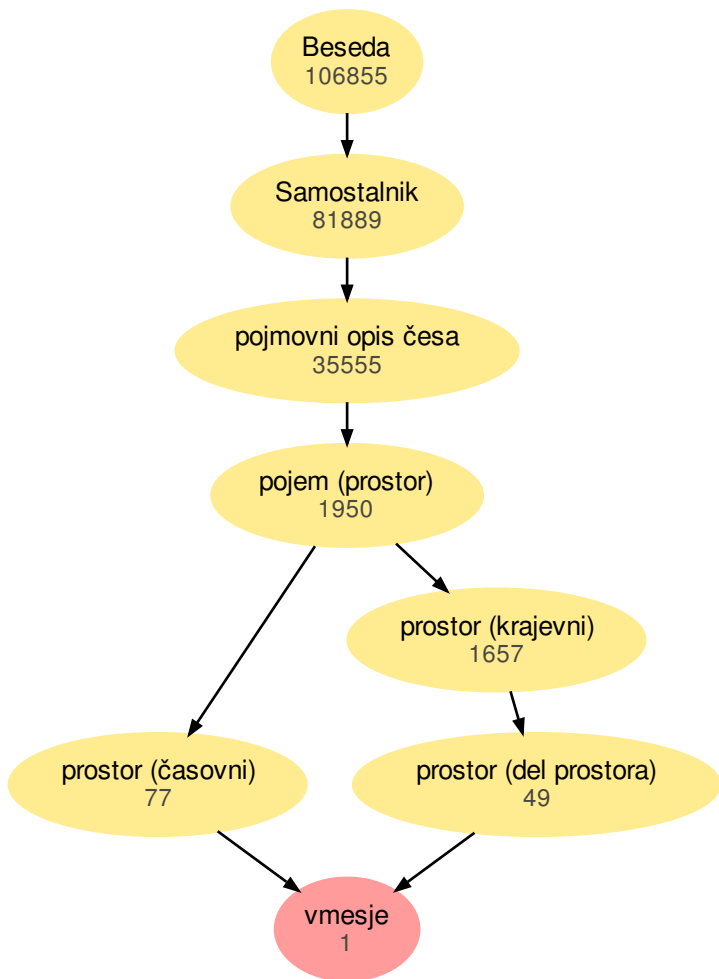 Beseda
106855
Samostalnik
81889
pojmovni opis česa
35555
pojem (prostor)
1950
prostor (krajevni)
1657
prostor (časovni)
77
prostor (del prostora)
49
vmesje
1